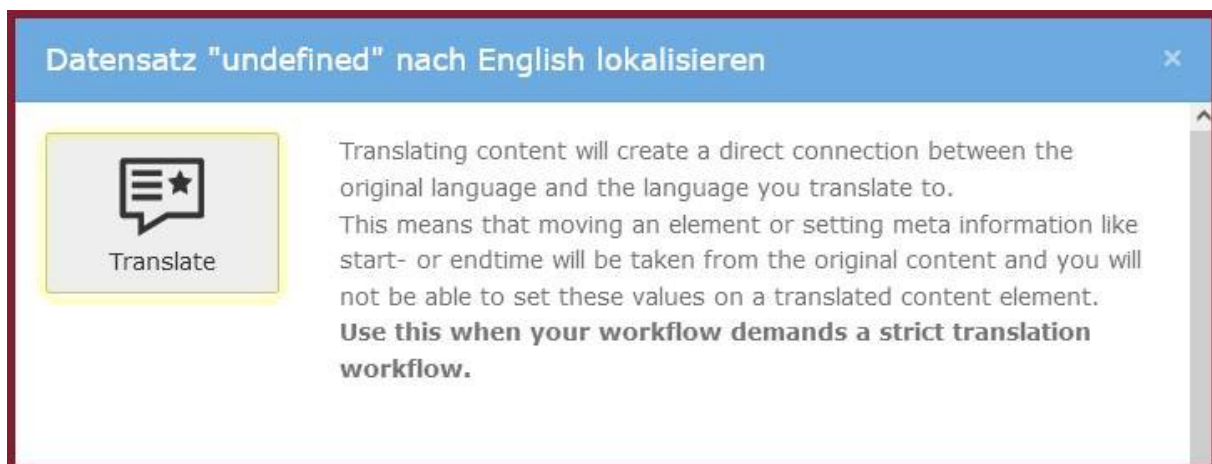 Datensatz "undefined" nach English lokalisieren ×
Translate
Translating content will create a direct connection between the
original language and the language you translate to.
This means that moving an element or setting meta information like
start- or endtime will be taken from the original content and you will
not be able to set these values on a translated content element.
Use this when your workflow demands a strict translation
workflow.